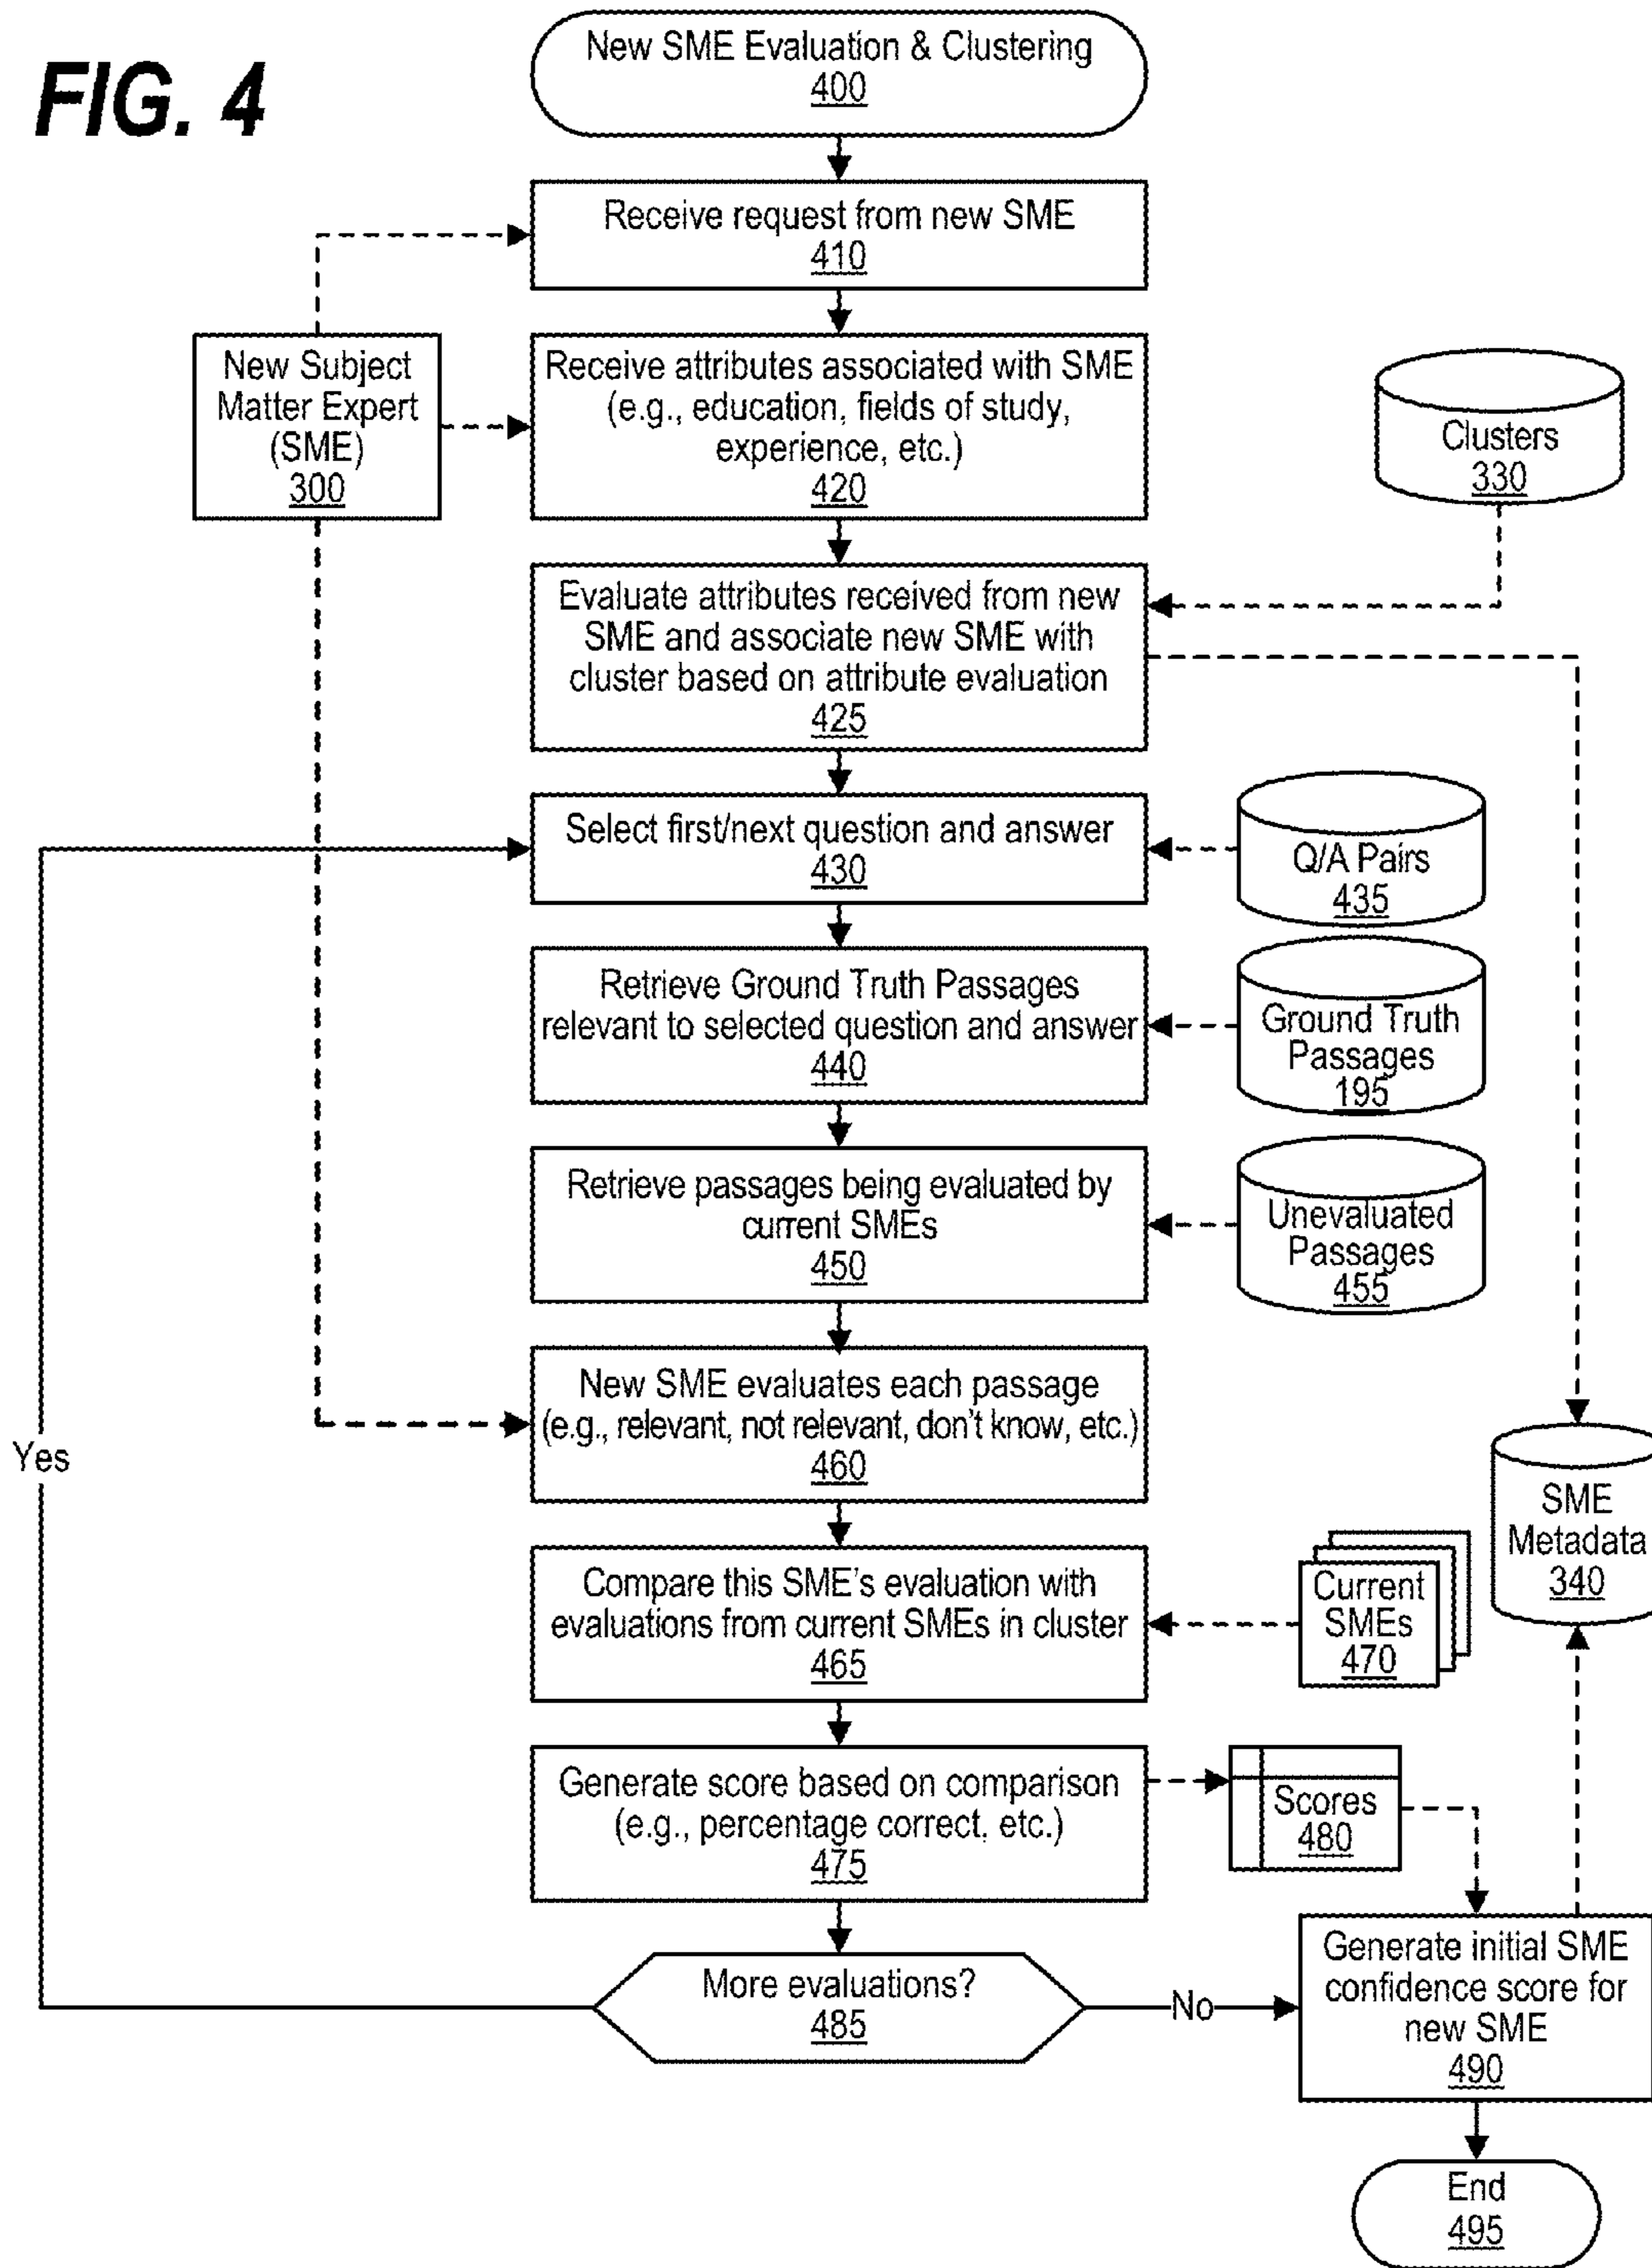 FIG. 4
New SME Evaluation & Clustering
400
Receive request from new SME
410
New Subject
Matter Expert
(SME)
300
Receive attributes associated with SME
(e.g., education, fields of study,
experience, etc.)
420
Clusters
330
Evaluate attributes received from new
SME and associate new SME with
cluster based on attribute evaluation
425
Select first/next question and answer
430
Q/A Pairs
435
Retrieve Ground Truth Passages
relevant to selected question and answer
440
Ground Truth
Passages
195
Retrieve passages being evaluated by
current SMEs
450
Unevaluated
Passages
455
New SME evaluates each passage
(e.g., relevant, not relevant, don't know, etc.)
460
Yes
SME
Metadata
340
Compare this SME's evaluation with
evaluations from current SMEs in cluster
465
Current
SMEs
470
Generate score based on comparison
(e.g., percentage correct, etc.)
475
Scores
480
More evaluations?
485
No
Generate initial SME
confidence score for
new SME
490
End
495